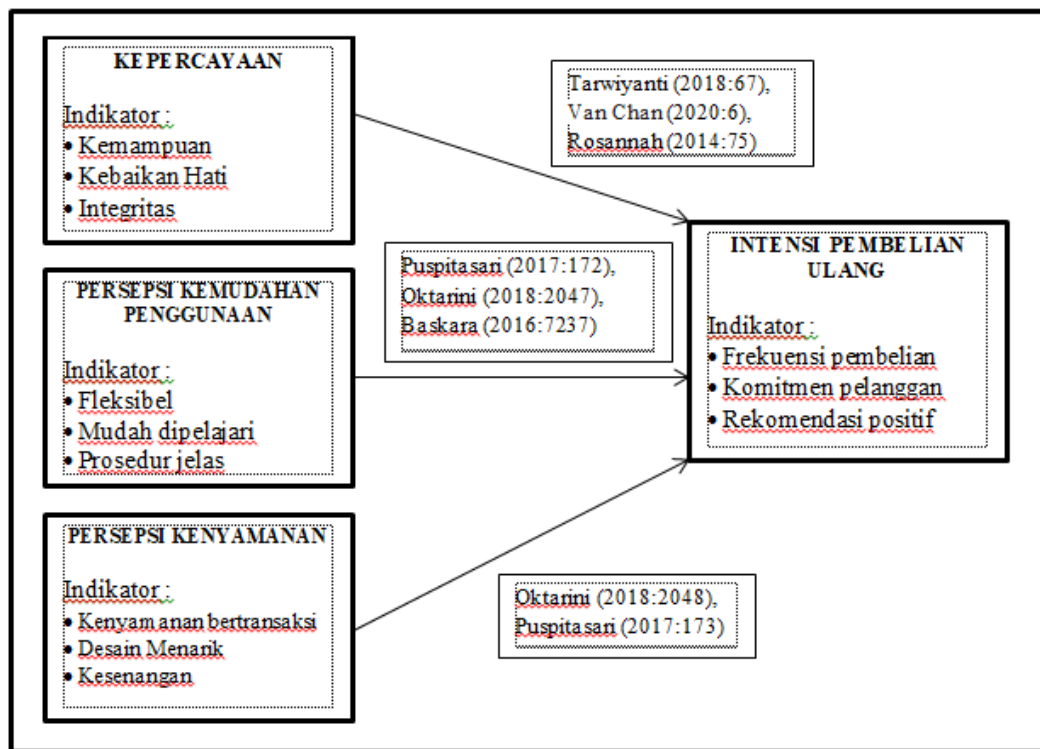 KEPERCAYAAN
Indikator :
• Kemampuan
• Kebaikan Hati
• Integritas
Tarwiyanti (2018:67),
Van Chan (2020:6),
Rosannah (2014:75)
PERSEPSI KEMUDAHAN
PENGGUNAAN
Indikator :
• Fleksibel
• Mudah dipelajari
• Prosedur jelas
Puspitasari (2017:172),
Oktarini (2018:2047),
Baskara (2016:7237)
INTENSI PEMBELIAN
ULANG
Indikator :
• Frekuensi pembelian
• Komitmen pelanggan
• Rekomendasi positif
PERSEPSI KENYAMANAN
Indikator :
• Kenyamanan bertransaksi
• Desain Menarik
• Kesenangan
Oktarini (2018:2048),
Puspitasari (2017:173)